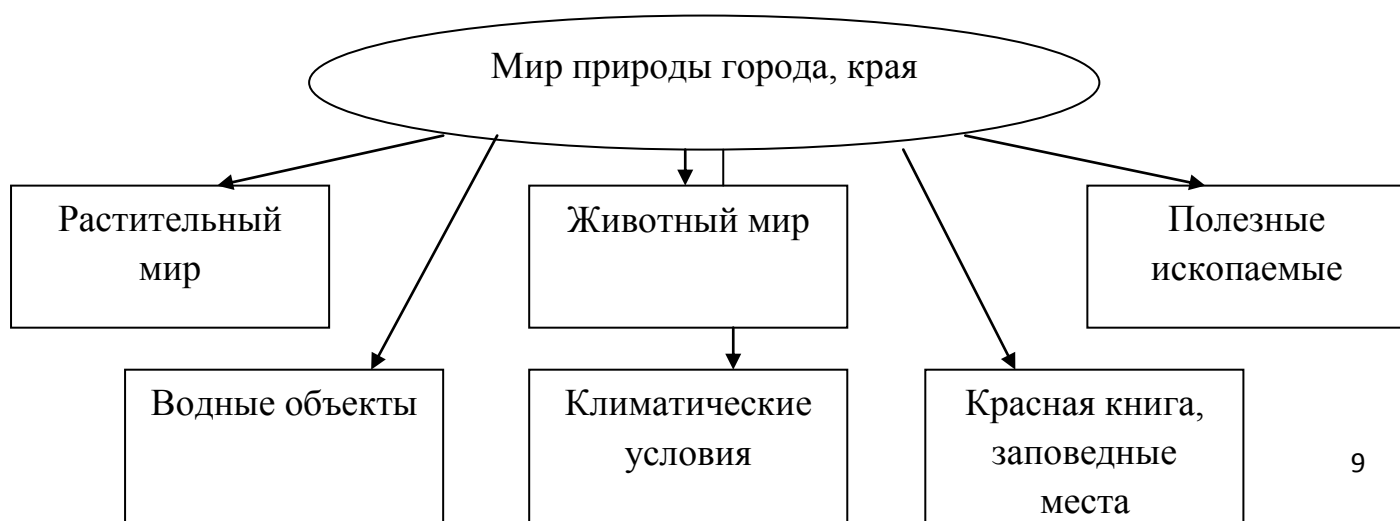 Мир природы города, края
Растительный
мир
Животный мир
Полезные
ископаемые
Водные объекты
Климатические
условия
Красная книга,
заповедные
места
9